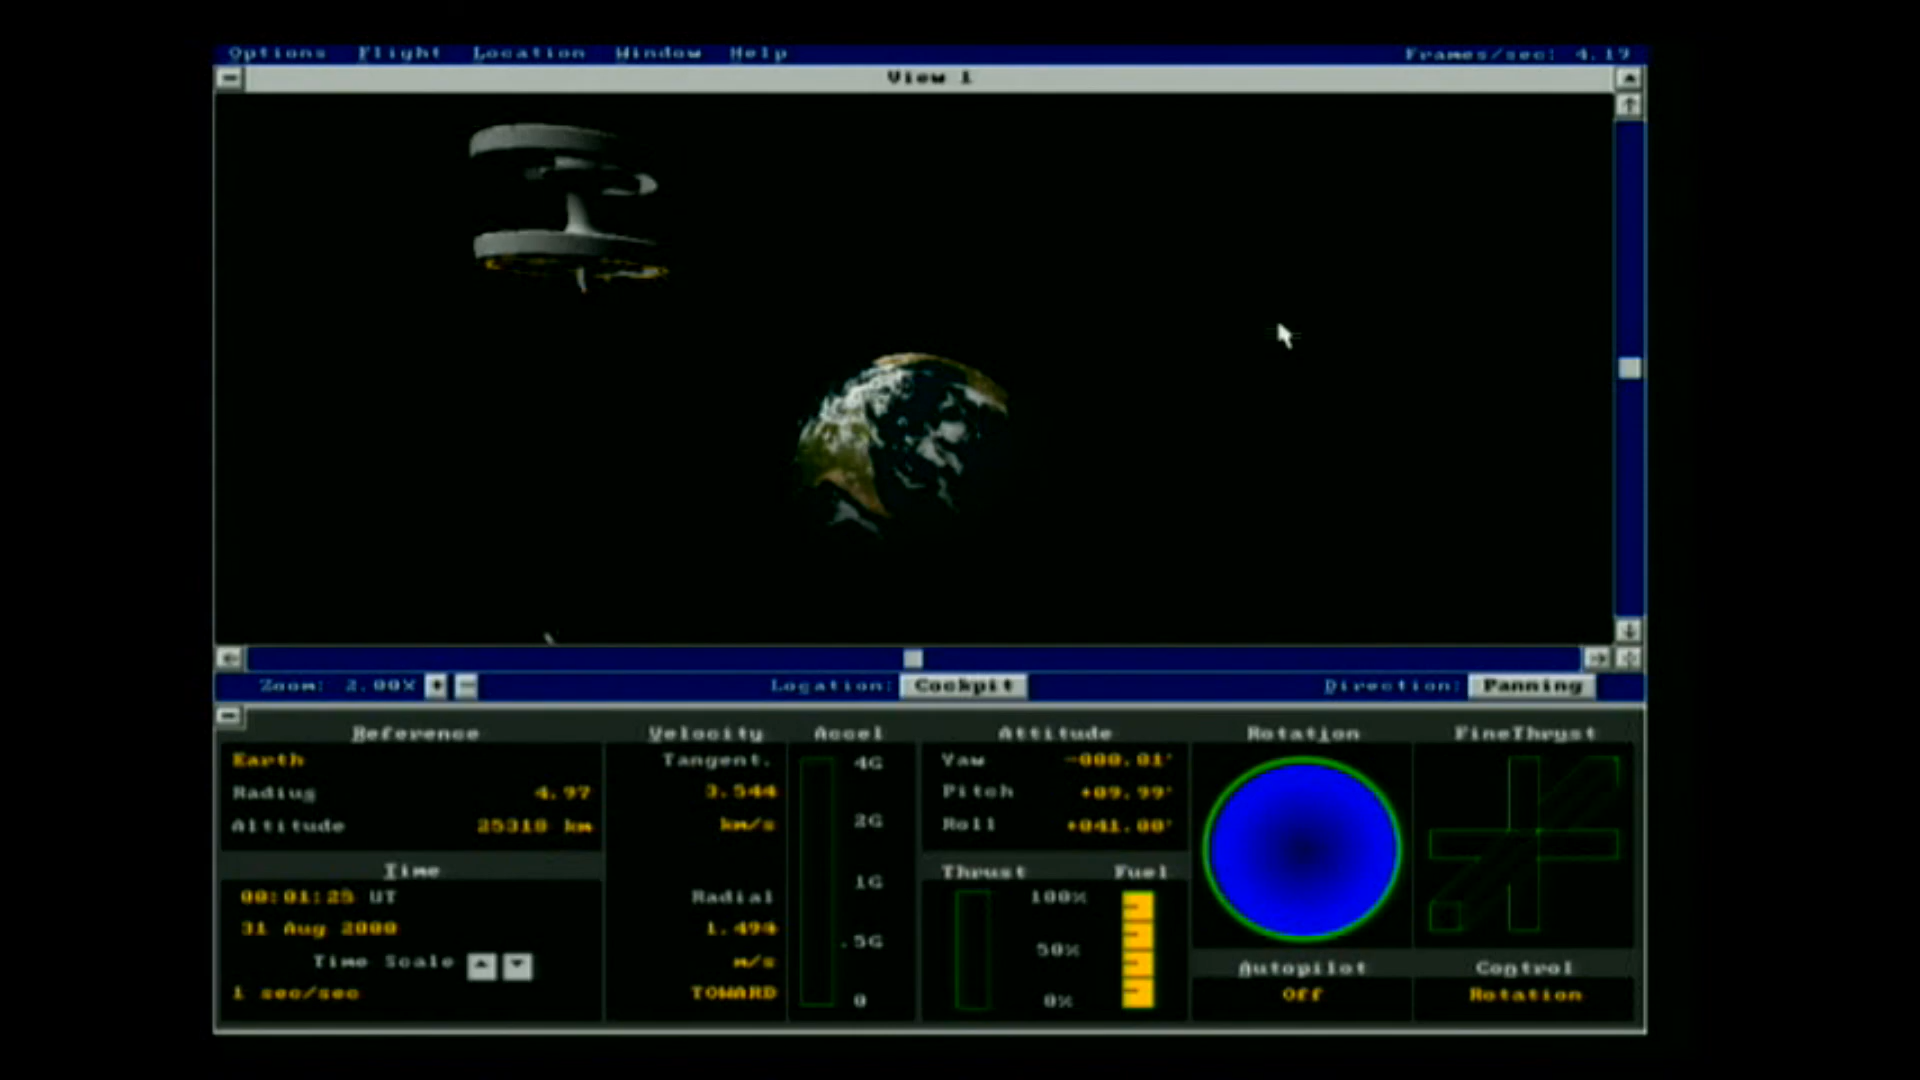 Options Flight Location Window Help Frames/sec: 4.19
View 1
Zoom: 2.00X + - Location: Cockpit Direction: Panning
Reference Velocity Accel Attitude Rotation FineThrust
Earth Tangent. 4G Yaw -000.01°
Radius 4.97 3.544 Pitch +09.99°
Altitude 25318 km km/s 2G Roll +041.00°
Time 1G Thrust Fuel
00:01:25 UT Radial 100%
31 Aug 2000 1.494 .5G 50%
Time Scale m/s Autopilot Control
1 sec/sec TOWARD 0 0% Off Rotation